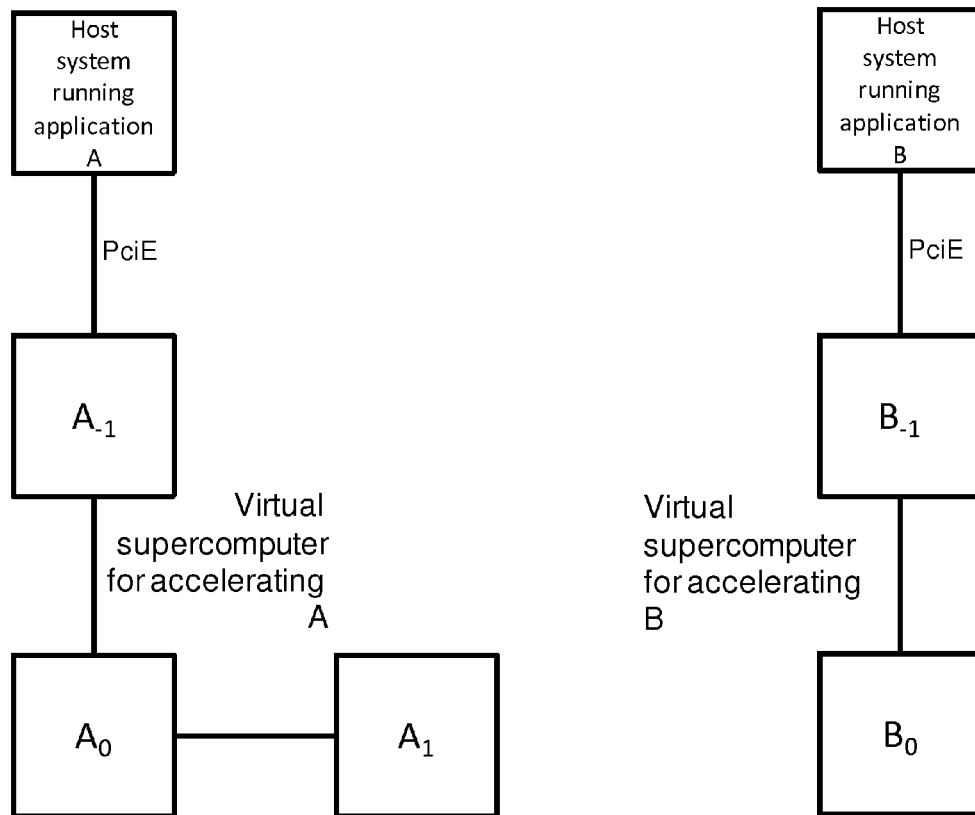 Host
system
running
application
A
Host
system
running
application
B
PciE
PciE
A-1
B-1
Virtual
supercomputer
for accelerating
A
Virtual
supercomputer
for accelerating
B
A0
A1
B0